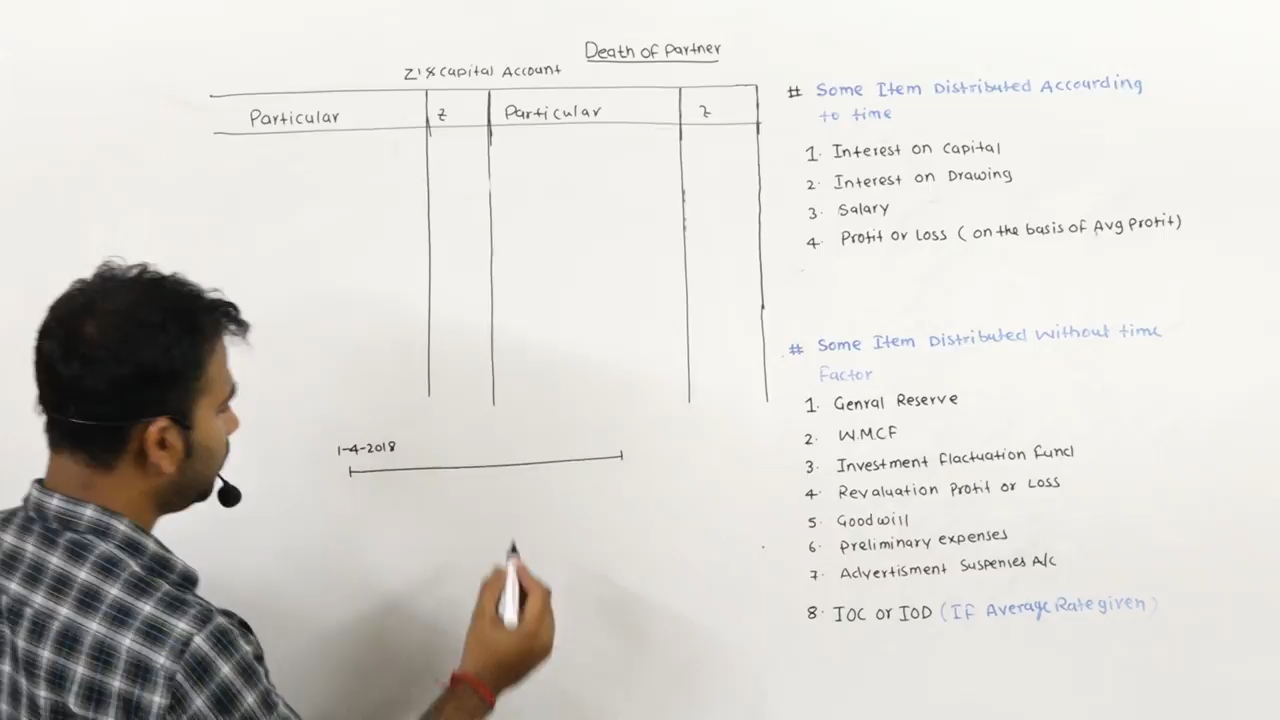 Death of Partner
Z's Capital Account
Particular z Particular z
1-4-2018
# Some Item Distributed Accourding
to time
1. Interest on Capital
2. Interest on Drawing
3. Salary
4. Profit or Loss ( on the basis of Avg Profit)
# Some Item Distributed Without time
Factor
1. Genral Reserve
2. W.M.C.F
3. Investment flactuation Fund
4. Revaluation Profit or Loss
5. Goodwill
6. Preliminary expenses
7. Advertisment Suspenses A/c
8. IOC or IOD (IF Average Rate given)